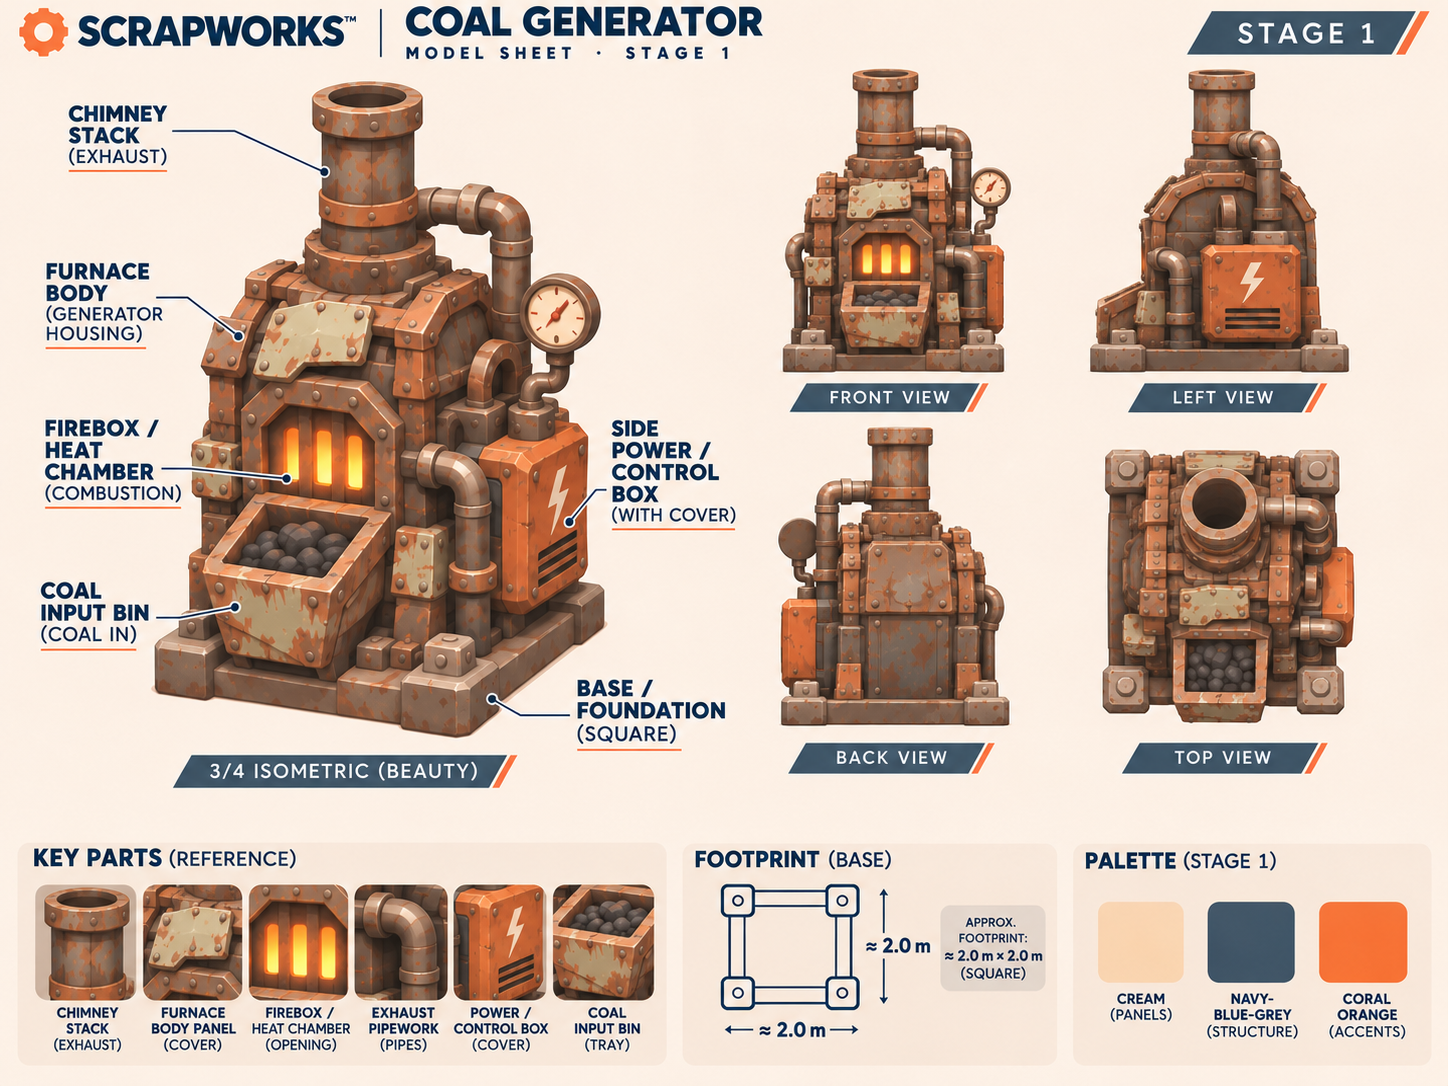 SCRAPWORKS™
COAL GENERATOR
MODEL SHEET · STAGE 1
STAGE 1
CHIMNEY
STACK
(EXHAUST)
FURNACE
BODY
(GENERATOR
HOUSING)
FIREBOX /
HEAT
CHAMBER
(COMBUSTION)
COAL
INPUT BIN
(COAL IN)
SIDE
POWER /
CONTROL
BOX
(WITH COVER)
BASE /
FOUNDATION
(SQUARE)
3/4 ISOMETRIC (BEAUTY)
FRONT VIEW
LEFT VIEW
BACK VIEW
TOP VIEW
KEY PARTS (REFERENCE)
CHIMNEY
STACK
(EXHAUST)
FURNACE
BODY PANEL
(COVER)
FIREBOX /
HEAT CHAMBER
(OPENING)
EXHAUST
PIPEWORK
(PIPES)
POWER /
CONTROL BOX
(COVER)
COAL
INPUT BIN
(TRAY)
FOOTPRINT (BASE)
≈ 2.0 m
≈ 2.0 m
APPROX.
FOOTPRINT:
≈ 2.0 m × 2.0 m
(SQUARE)
PALETTE (STAGE 1)
CREAM
(PANELS)
NAVY-
BLUE-GREY
(STRUCTURE)
CORAL
ORANGE
(ACCENTS)